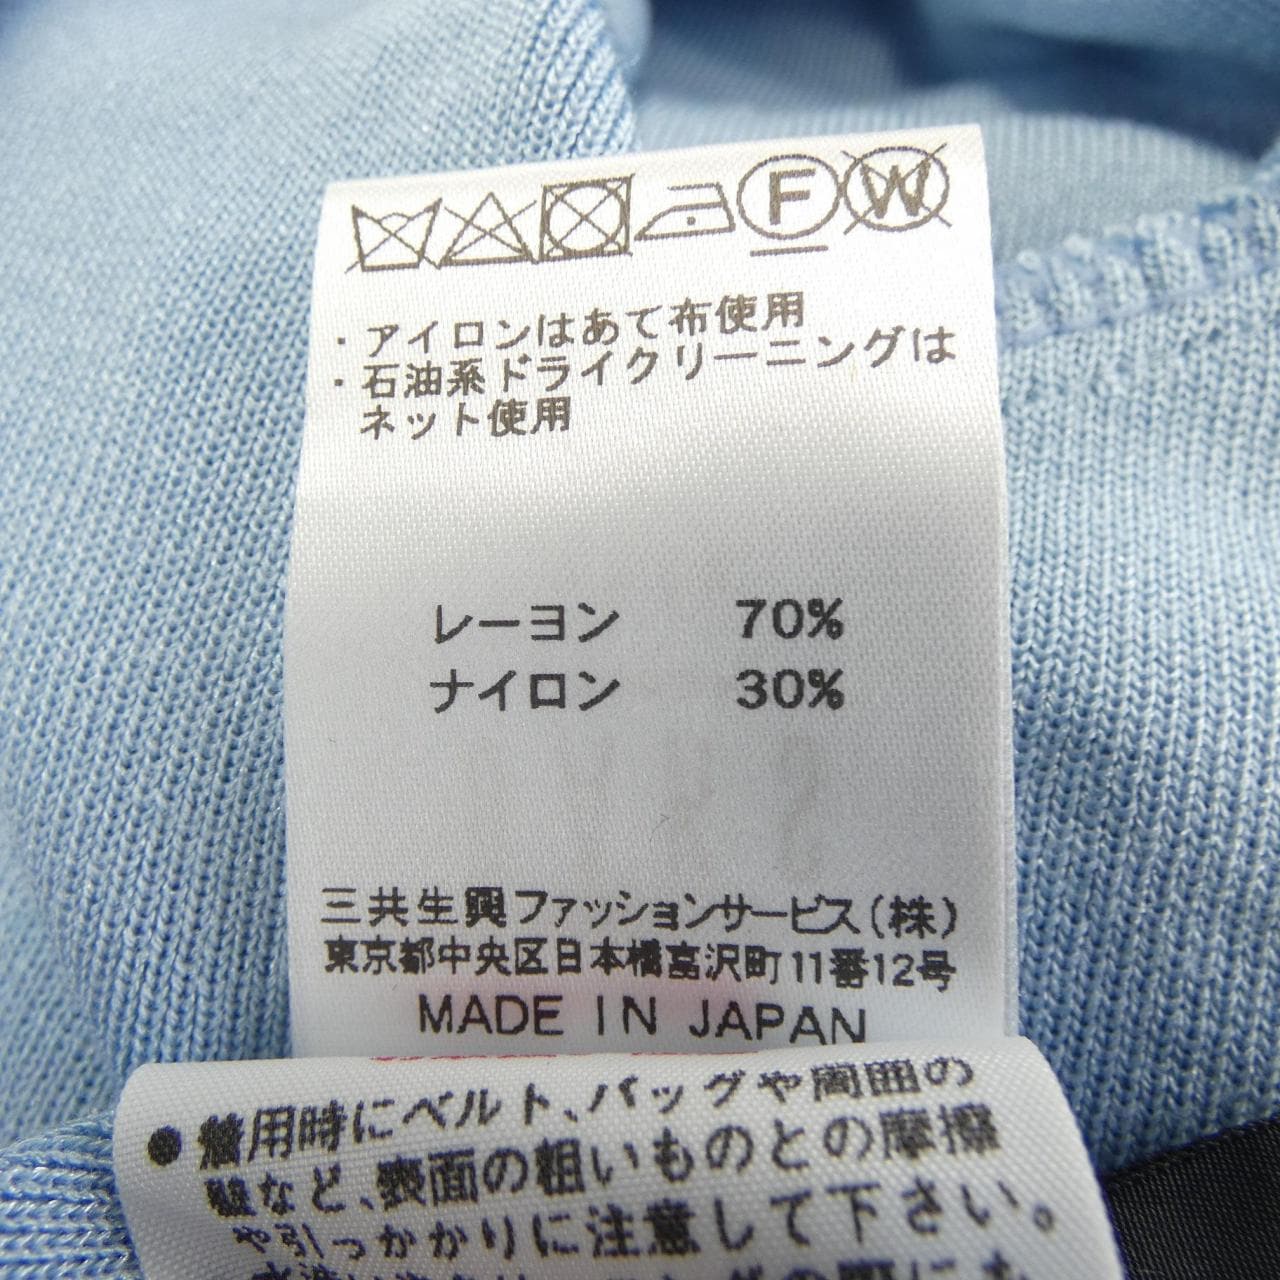 F W
・アイロンはあて布使用
・石油系ドライクリーニングは
ネット使用
レーヨン 70%
ナイロン 30%
三共生興ファッションサービス(株)
東京都中央区日本橋富沢町11番12号
MADE IN JAPAN
●着用時にベルト、バッグや周囲の
壁など、表面の粗いものとの摩擦
や引っかかりに注意して下さい。